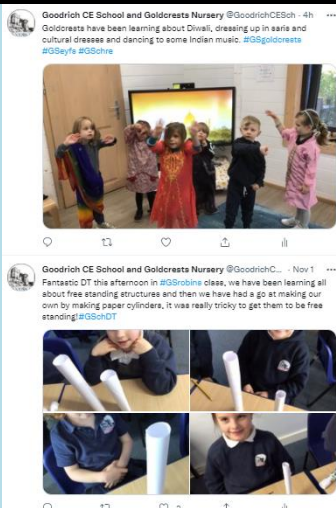 Goodrich CE School and Goldcrests Nursery @GoodrichCESch · 4h
Goldcrests have been learning about Diwali, dressing up in saris and
cultural dresses and dancing to some Indian music. #GSgoldcrests
#GSeyfs #GSchre
Goodrich CE School and Goldcrests Nursery @GoodrichC... · Nov 1
Fantastic DT this afternoon in #GSrobins class, we have been learning all
about free standing structures and then we have had a go at making our
own by making paper cylinders, it was really tricky to get them to be free
standing!#GSchDT